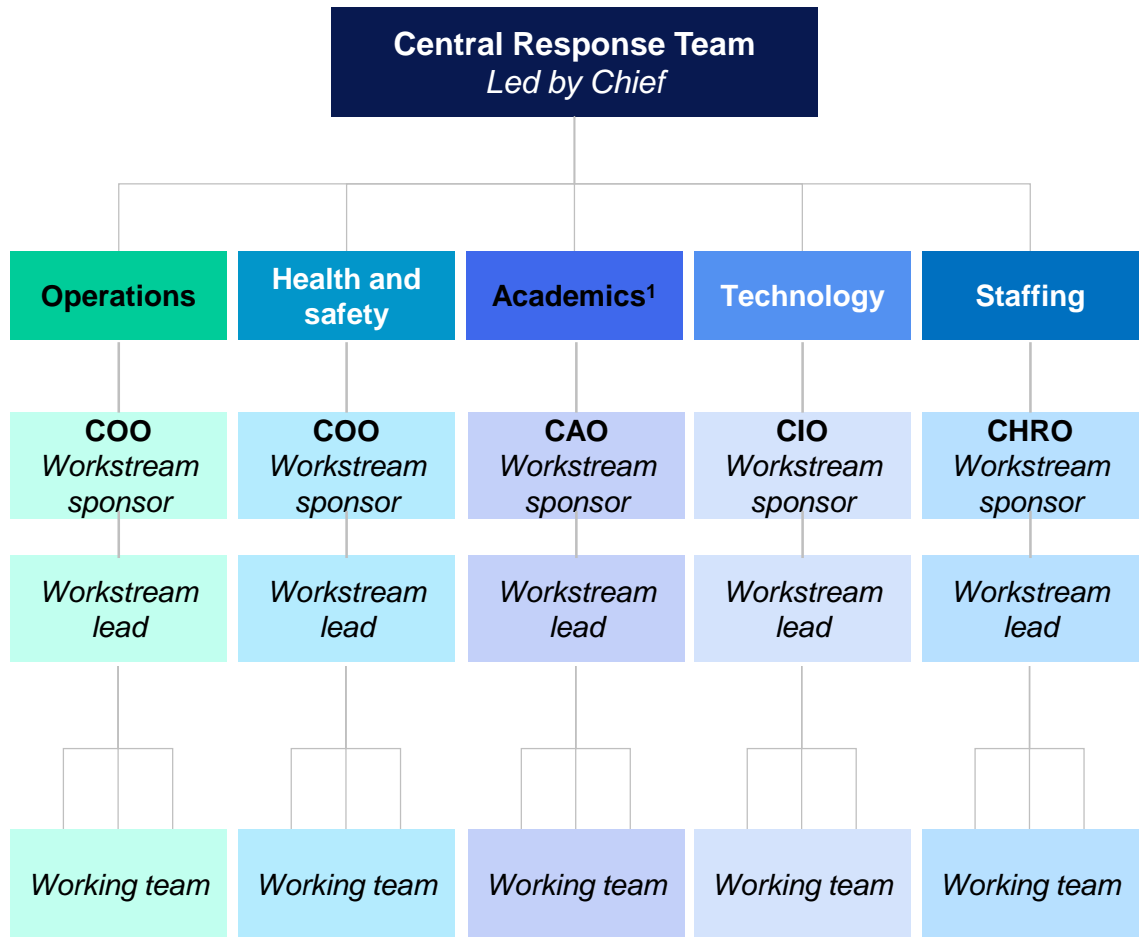 Central Response Team
Led by Chief
Operations
Health and
safety
Academics¹
Technology
Staffing
COO
Workstream
sponsor
COO
Workstream
sponsor
CAO
Workstream
sponsor
CIO
Workstream
sponsor
CHRO
Workstream
sponsor
Workstream
lead
Workstream
lead
Workstream
lead
Workstream
lead
Workstream
lead
Working team
Working team
Working team
Working team
Working team